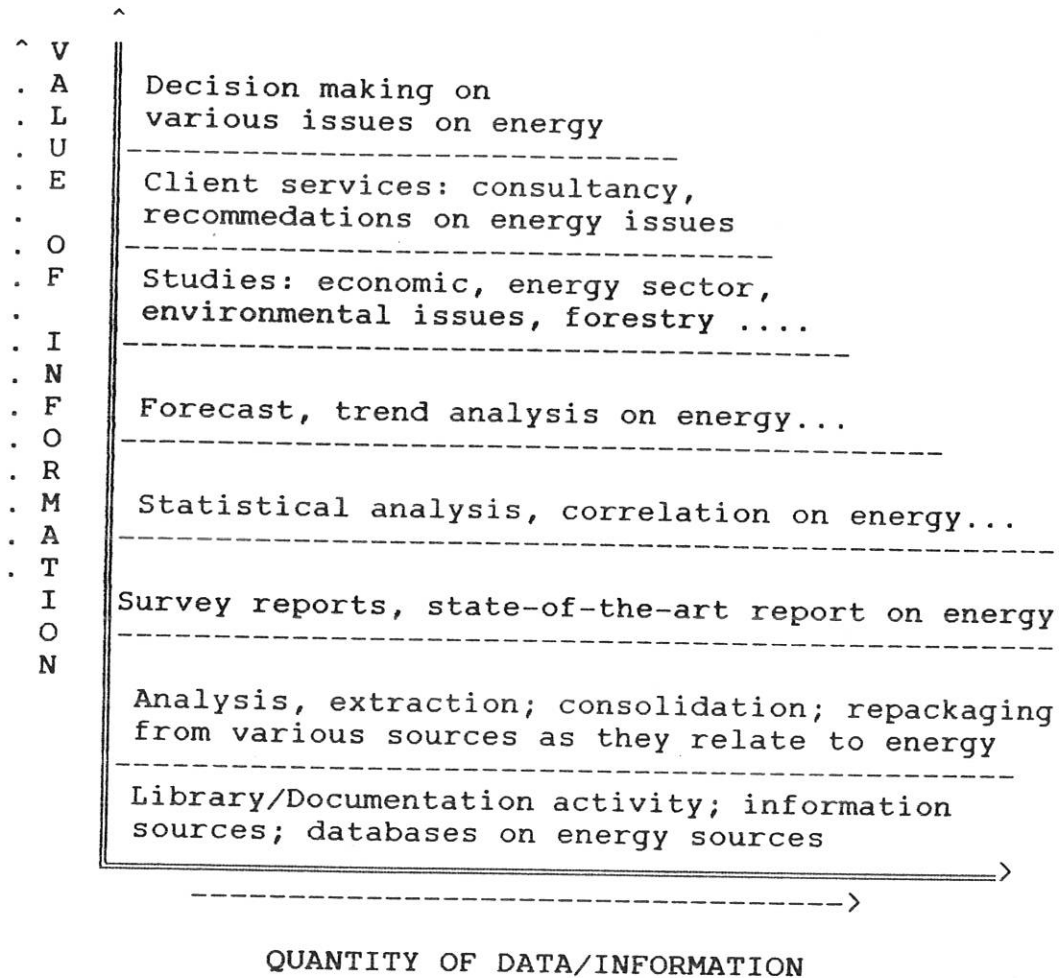 VALUE OF INFORMATION
Decision making on
various issues on energy
Client services: consultancy,
recommedations on energy issues
Studies: economic, energy sector,
environmental issues, forestry ....
Forecast, trend analysis on energy...
Statistical analysis, correlation on energy...
Survey reports, state-of-the-art report on energy
Analysis, extraction; consolidation; repackaging
from various sources as they relate to energy
Library/Documentation activity; information
sources; databases on energy sources
QUANTITY OF DATA/INFORMATION